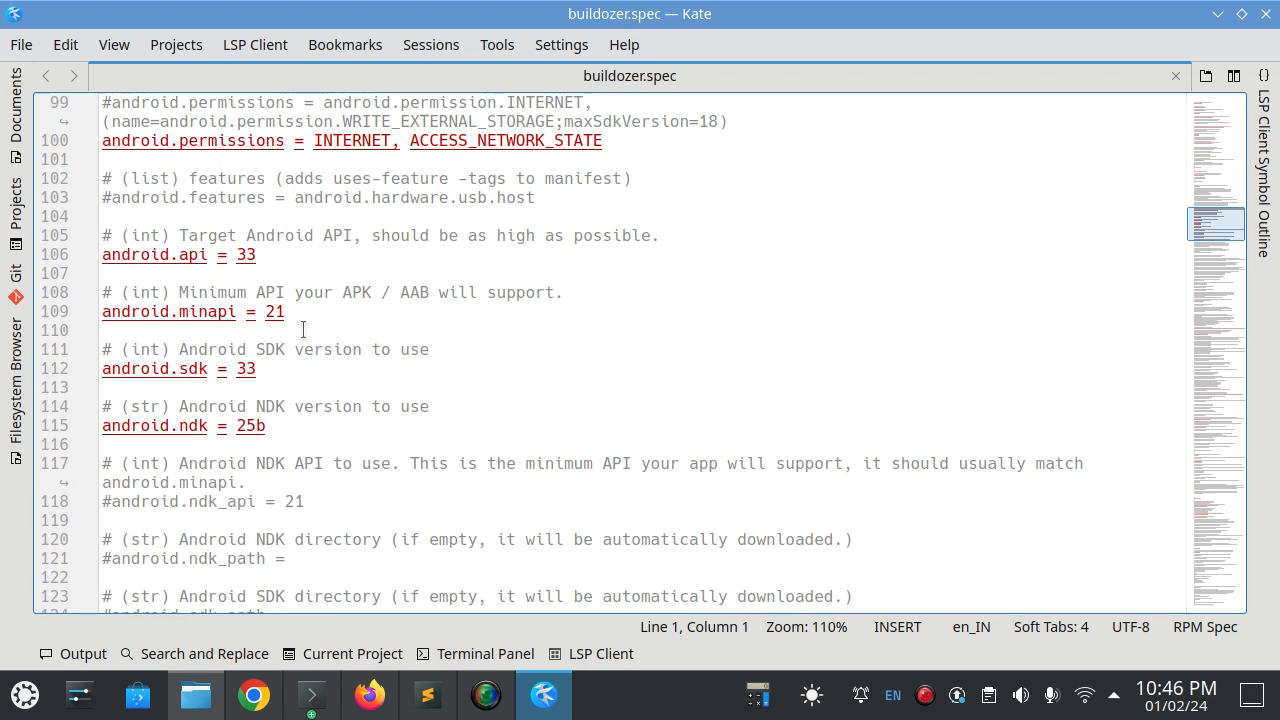 buildozer.spec — Kate
File Edit View Projects LSP Client Bookmarks Sessions Tools Settings Help
buildozer.spec
Documents
Projects
Git
Filesystem Browser
99 #android.permissions = android.permission.INTERNET,
(name=android.permission.WRITE_EXTERNAL_STORAGE;maxSdkVersion=18)
100 android.permissions = INTERNET, ACCESS_NETWORK_STATE
101
102 # (list) features (adds uses-feature -tags to manifest)
103 #android.features = android.hardware.usb.host
104
105 # (int) Target Android API, should be as high as possible.
106 android.api = 33
107
108 # (int) Minimum API your APK / AAB will support.
109 android.minapi = 21
110
111 # (int) Android SDK version to use
112 android.sdk = 33
113
114 # (str) Android NDK version to use
115 android.ndk = 25b
116
117 # (int) Android NDK API to use. This is the minimum API your app will support, it should usually match
android.minapi.
118 #android.ndk_api = 21
119
120 # (str) Android NDK directory (if empty, it will be automatically downloaded.)
121 #android.ndk_path =
122
123 # (str) Android SDK directory (if empty, it will be automatically downloaded.)
124 #android.sdk_path
LSP Client Symbol Outline
Line 1, Column 1 Zoom: 110% INSERT en_IN Soft Tabs: 4 UTF-8 RPM Spec
Output Search and Replace Current Project Terminal Panel LSP Client
EN
10:46 PM
01/02/24